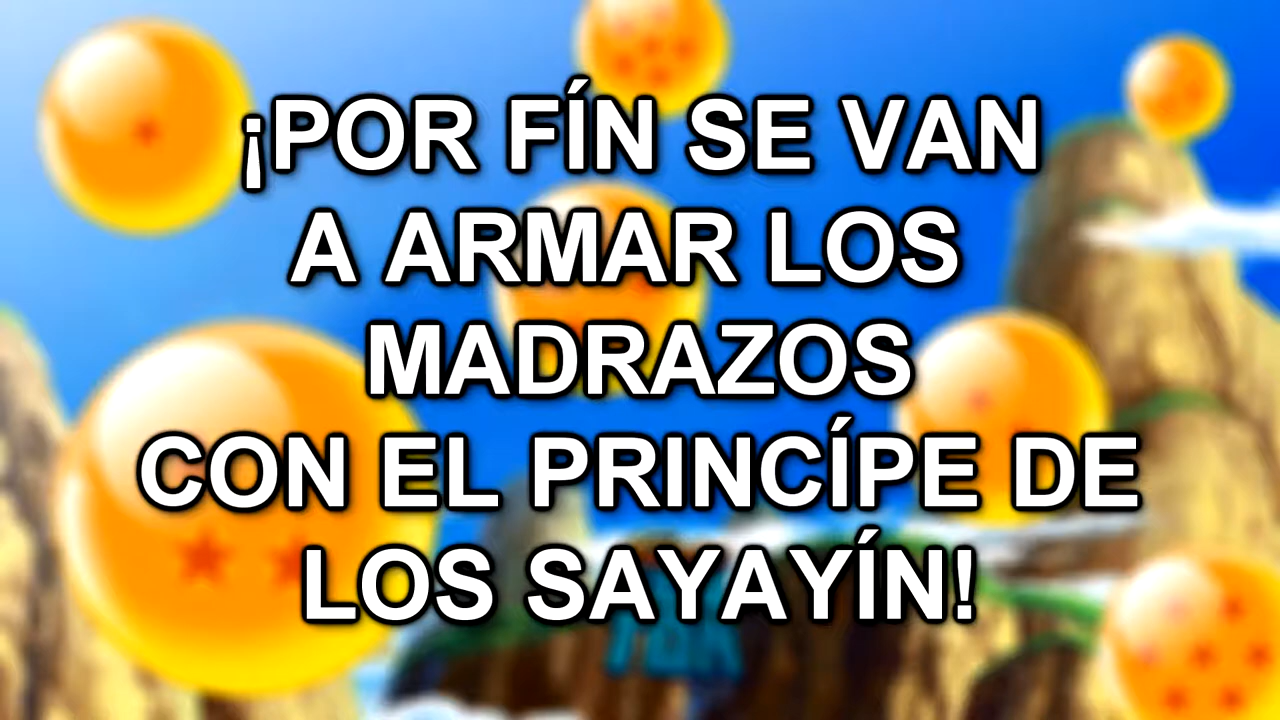 ¡POR FÍN SE VAN
A ARMAR LOS
MADRAZOS
CON EL PRINCÍPE DE
LOS SAYAYÍN!